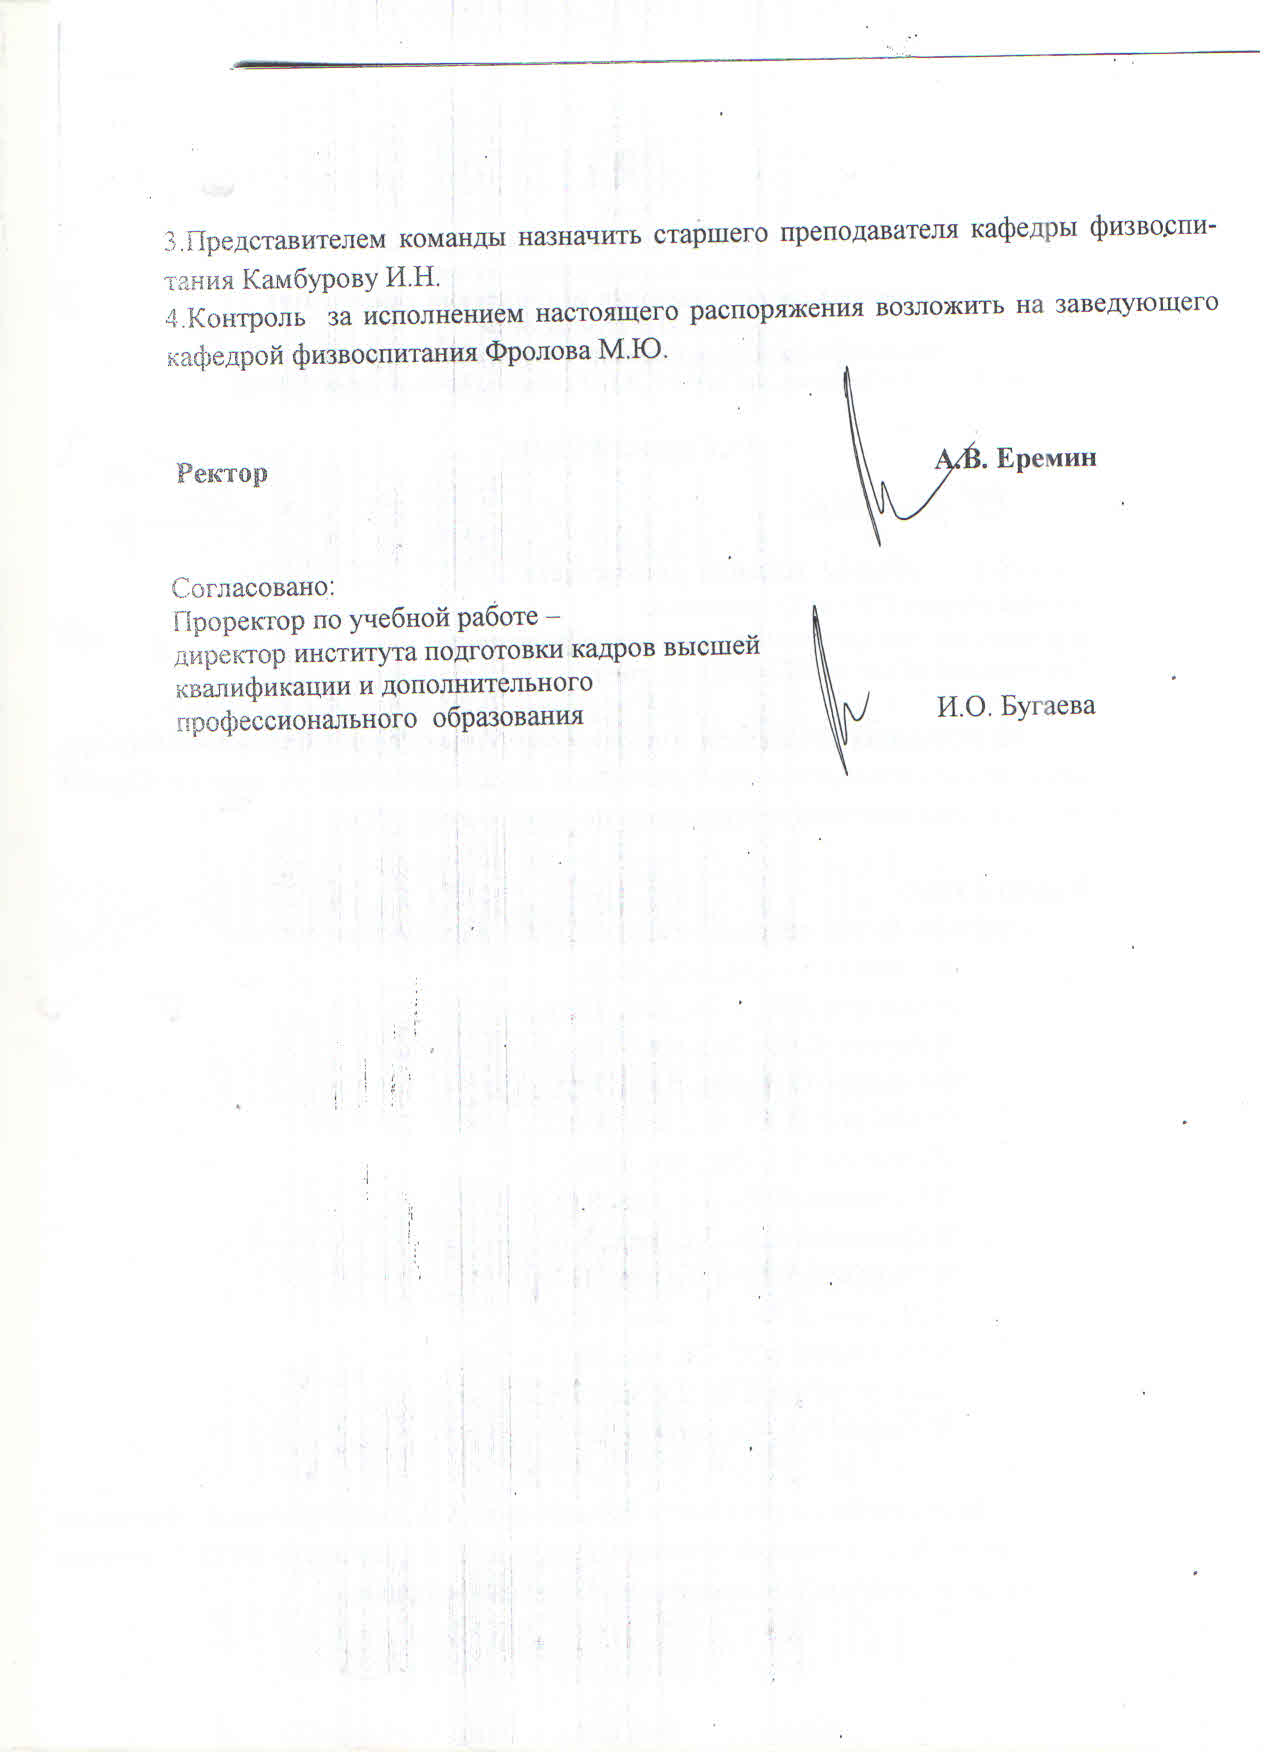 3.Представителем команды назначить старшего преподавателя кафедры физвоспи-
тания Камбурову И.Н.
4.Контроль за исполнением настоящего распоряжения возложить на заведующего
кафедрой физвоспитания Фролова М.Ю.
Ректор
А.В. Еремин
Согласовано:
Проректор по учебной работе –
директор института подготовки кадров высшей
квалификации и дополнительного
профессионального образования
И.О. Бугаева